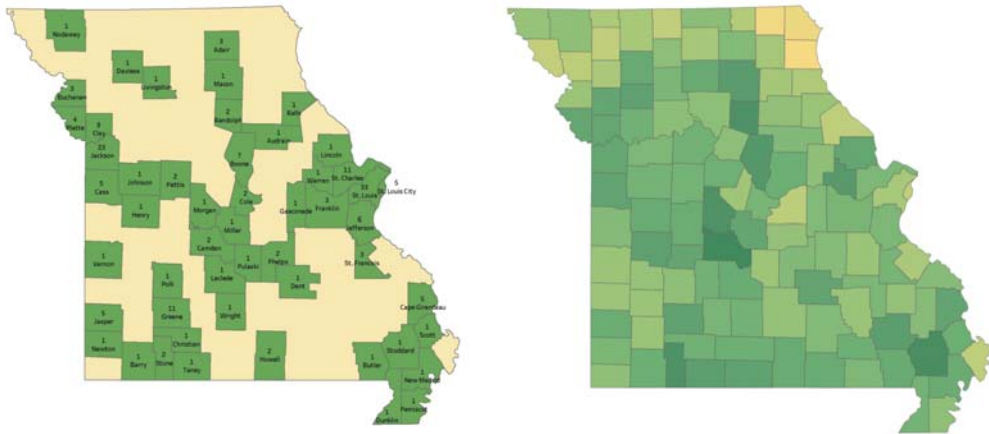 1
Nodaway
3
Adair
1
Daviess
1
Livingston
1
Macon
3
Buchanan
2
Randolph
1
Ralls
4
Platte
9
Clay
1
Audrain
23
Jackson
7
Boone
1
Lincoln
1
Warren
11
St. Charles
5
Cass
1
Johnson
2
Pettis
33
St. Louis
5
St. Louis City
2
Cole
1
Gasconade
3
Franklin
1
Henry
1
Morgan
1
Miller
6
Jefferson
2
Camden
1
Pulaski
2
Phelps
3
St. Francois
1
Vernon
1
Polk
1
Laclede
1
Dent
5
Jasper
11
Greene
1
Wright
5
Cape Girardeau
1
Newton
1
Christian
1
Scott
1
Stoddard
1
Barry
2
Stone
1
Taney
2
Howell
1
Butler
1
New Madrid
1
Pemiscot
1
Dunklin